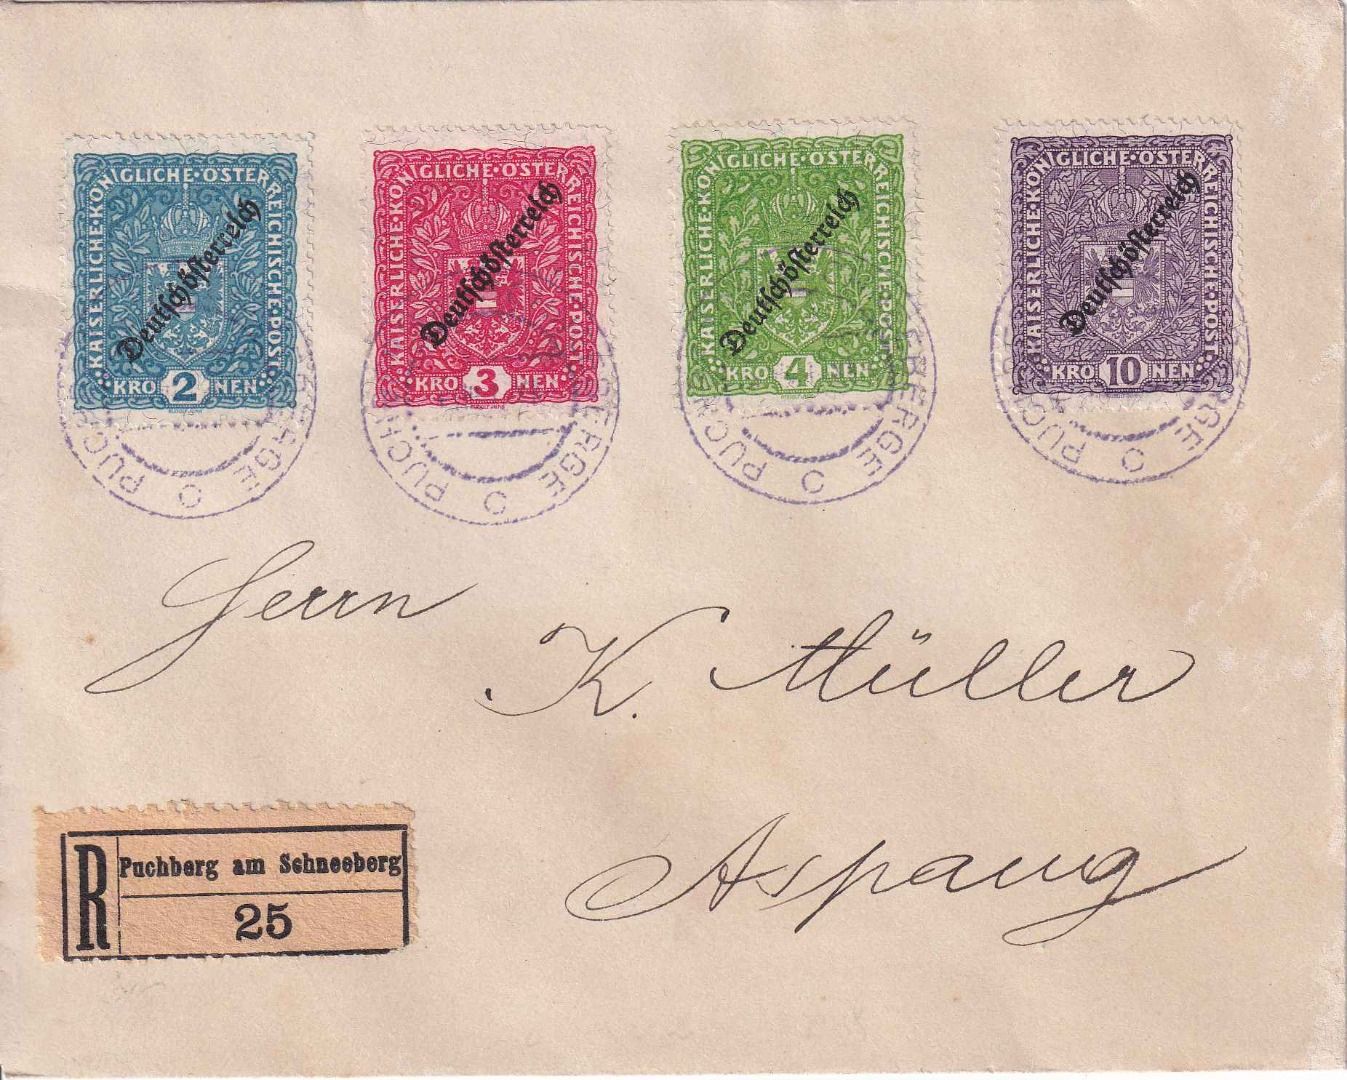 KAISERLICHE·KÖNIGLICHE·ÖSTERREICHISCHE·POST
Deutschösterreich
KRO 2 NEN
KAISERLICHE·KÖNIGLICHE·ÖSTERREICHISCHE·POST
Deutschösterreich
KRO 3 NEN
KAISERLICHE·KÖNIGLICHE·ÖSTERREICHISCHE·POST
Deutschösterreich
KRO 4 NEN
KAISERLICHE·KÖNIGLICHE·ÖSTERREICHISCHE·POST
Deutschösterreich
KRO 10 NEN
Herrn
K. Müller
Aspang
R
Puchberg am Schneeberg
25